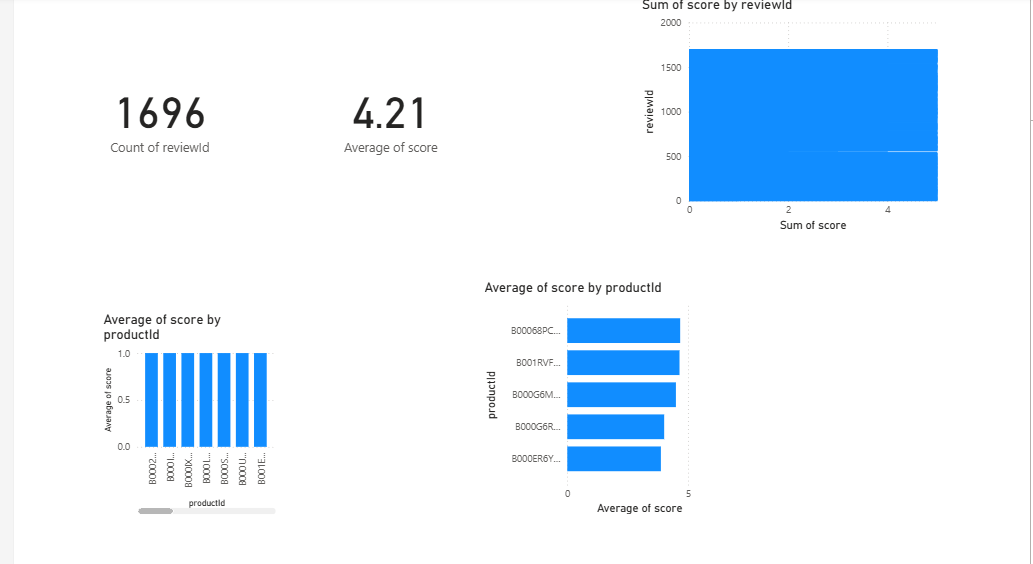 Sum of score by reviewId
2000
1500
1000
500
0
reviewId
0 2 4
Sum of score
1696
Count of reviewId
4.21
Average of score
Average of score by
productId
1.0
0.5
0.0
Average of score
B0002...
B000I...
B000IX...
B000L...
B000S...
B000U...
B001E...
productId
Average of score by productId
B00068PC...
B001RVF...
B000G6M...
B000G6R...
B000ER6Y...
productId
0 5
Average of score